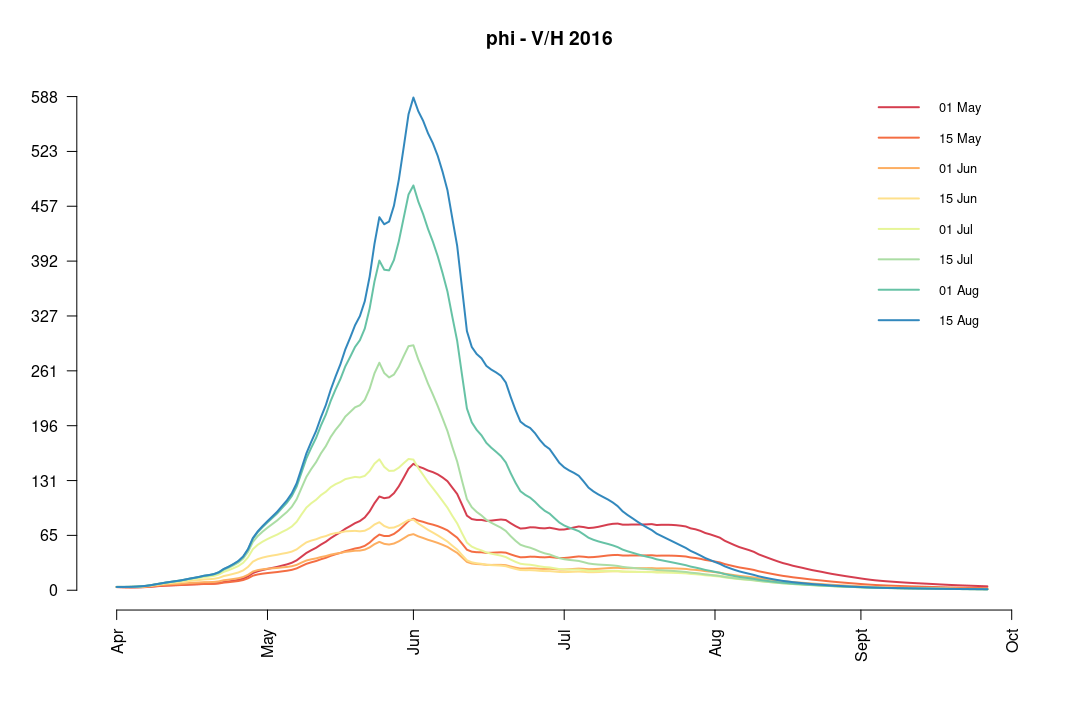 phi - V/H 2016
588
523
457
392
327
261
196
131
65
0
01 May
15 May
01 Jun
15 Jun
01 Jul
15 Jul
01 Aug
15 Aug
Apr
May
Jun
Jul
Aug
Sept
Oct